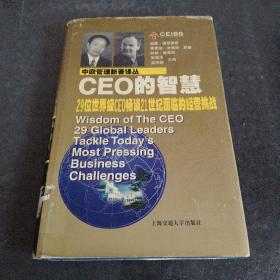 CEIBS
中欧管理新著译丛
CEO的智慧
29位世界级CEO畅谈21世纪面临的经营挑战
Wisdom of The CEO
29 Global Leaders
Tackle Today's
Most Pressing
Business
Challenges
上海交通大学出版社